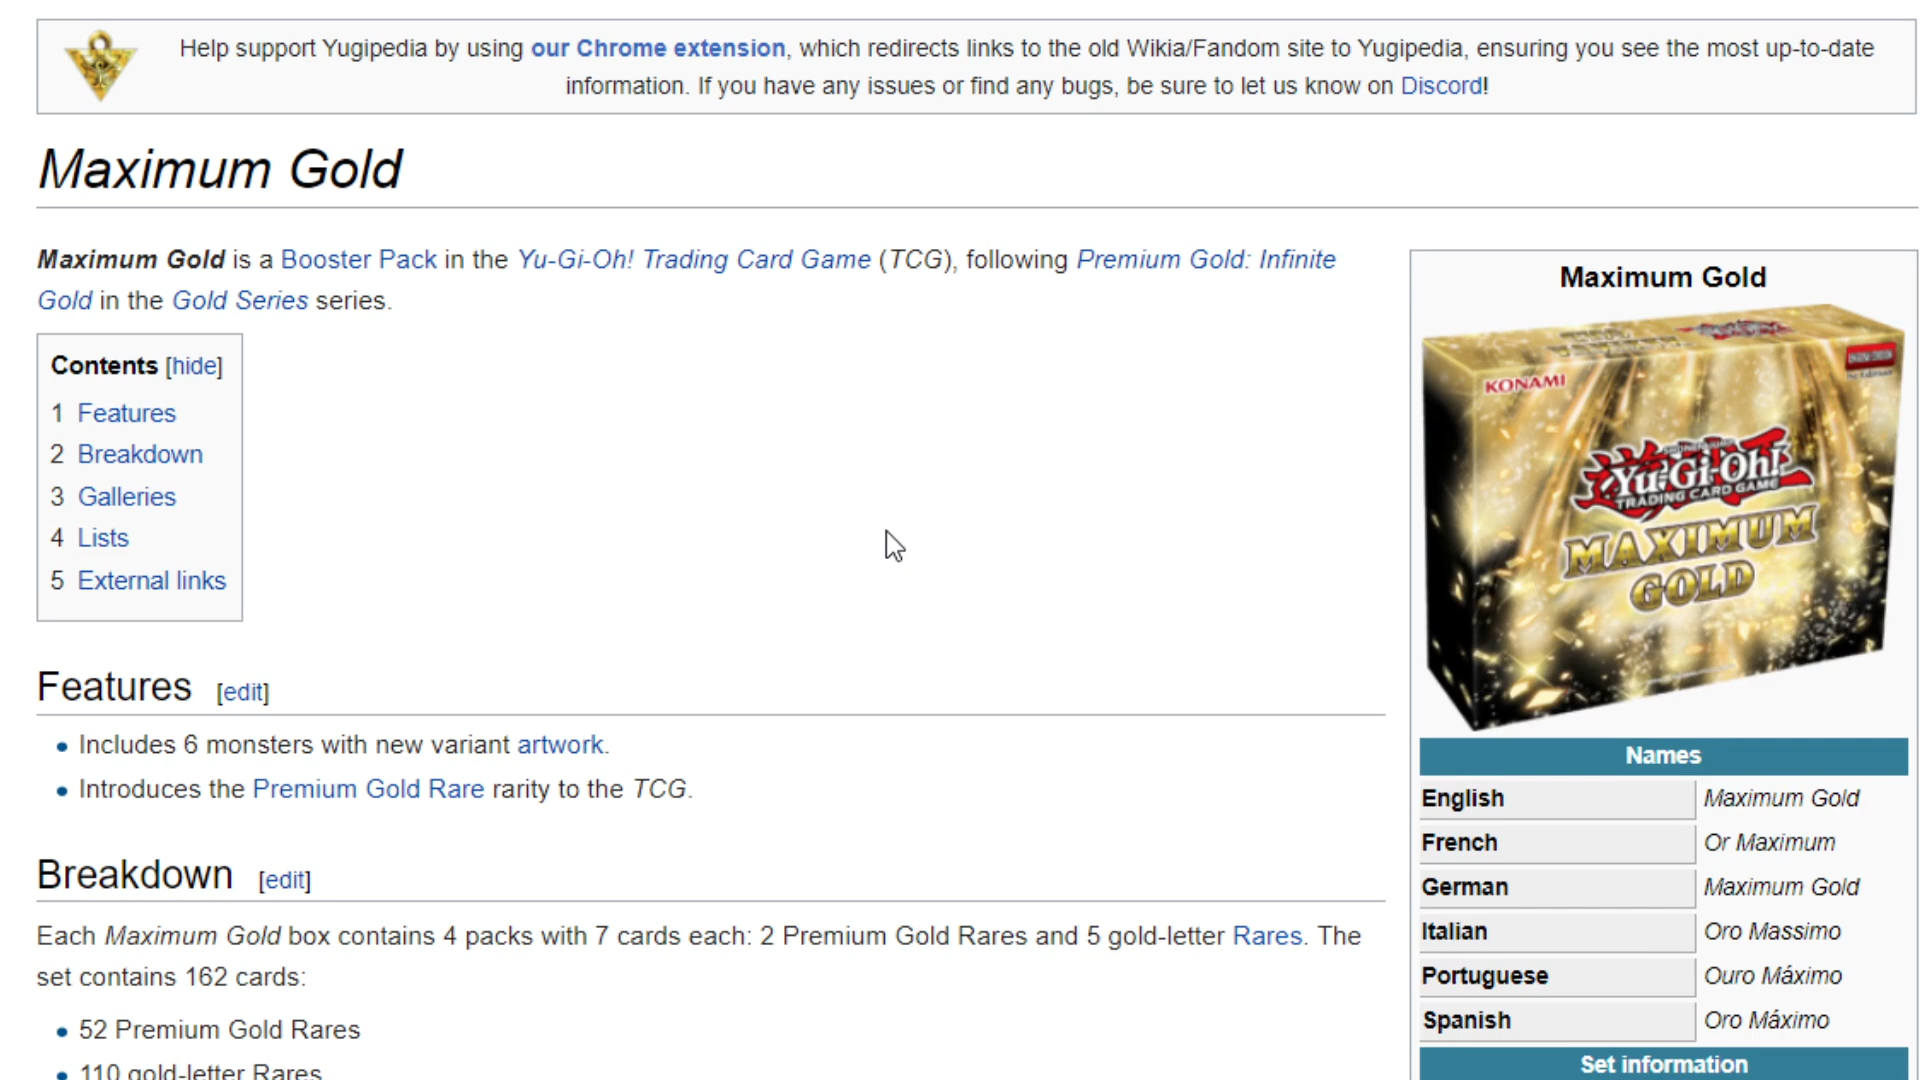 Help support Yugipedia by using our Chrome extension, which redirects links to the old Wikia/Fandom site to Yugipedia, ensuring you see the most up-to-date
information. If you have any issues or find any bugs, be sure to let us know on Discord!
Maximum Gold
Maximum Gold is a Booster Pack in the Yu-Gi-Oh! Trading Card Game (TCG), following Premium Gold: Infinite
Gold in the Gold Series series.
Contents [hide]
1 Features
2 Breakdown
3 Galleries
4 Lists
5 External links
Features [edit]
• Includes 6 monsters with new variant artwork.
• Introduces the Premium Gold Rare rarity to the TCG.
Breakdown [edit]
Each Maximum Gold box contains 4 packs with 7 cards each: 2 Premium Gold Rares and 5 gold-letter Rares. The
set contains 162 cards:
• 52 Premium Gold Rares
• 110 gold-letter Rares
Maximum Gold
KONAMI
Yu-Gi-Oh!
TRADING CARD GAME
MAXIMUM
GOLD
Names
English Maximum Gold
French Or Maximum
German Maximum Gold
Italian Oro Massimo
Portuguese Ouro Máximo
Spanish Oro Máximo
Set information